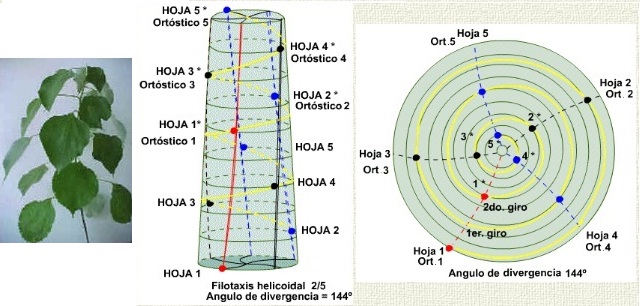 HOJA 5 *
Ortóstico 5
HOJA 4 *
Ortóstico 4
HOJA 3 *
Ortóstico 3
HOJA 2 *
Ortóstico 2
HOJA 1*
Ortóstico 1
HOJA 5
HOJA 4
HOJA 3
HOJA 2
HOJA 1
Filotaxis helicoidal 2/5
Angulo de divergencia = 144º
Hoja 5
Ort.5
Hoja 2
Ort. 2
2 *
3 *
5 *
4 *
Hoja 3
Ort.3
1 *
2do. giro
1er. giro
Hoja 4
Ort.4
Hoja 1
Ort.1
Angulo de divergencia 144º